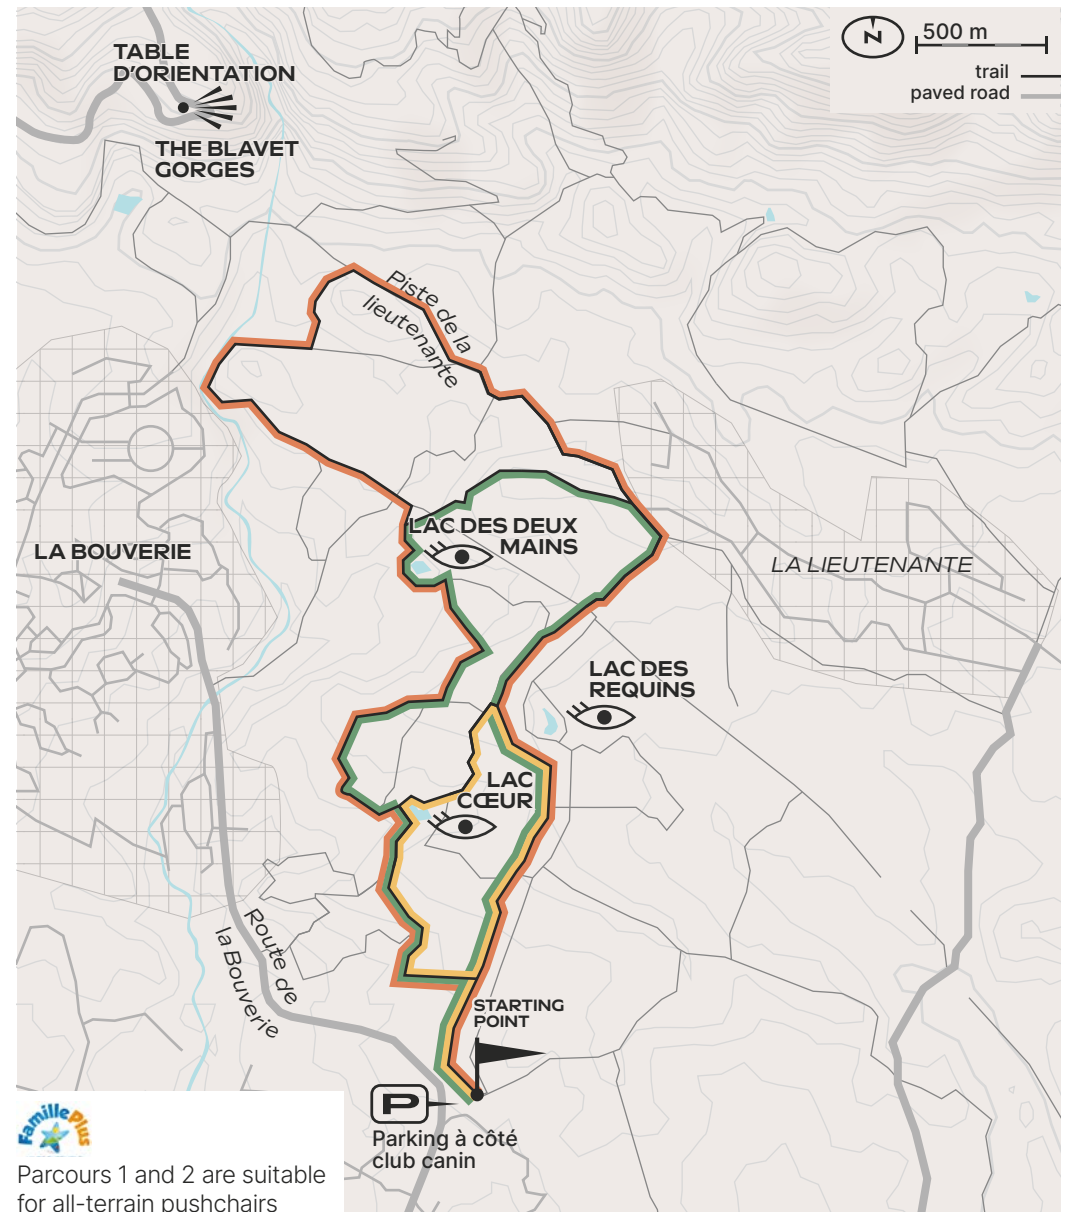 500 m
N
trail
paved road
TABLE
D'ORIENTATION
THE BLAVET
GORGES
Piste de la
lieutenante
LAC DES DEUX
MAINS
LA BOUVERIE
LA LIEUTENANTE
LAC DES
REQUINS
LAC
CŒUR
Route de
la Bouverie
STARTING
POINT
P
Parking à côté
club canin
Famille Plus
Parcours 1 and 2 are suitable
for all-terrain pushchairs